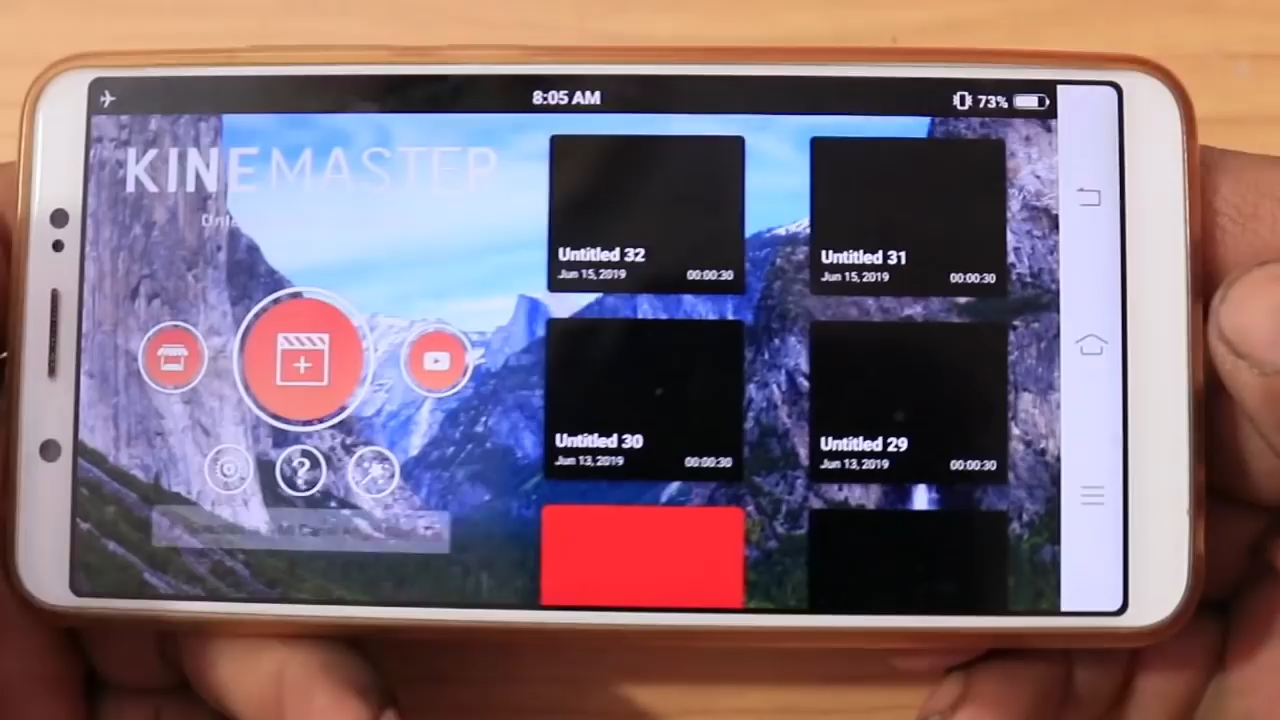 8:05 AM
73%
KINEMASTER
Untitled 32
Jun 15, 2019
00:00:30
Untitled 31
Jun 15, 2019
00:00:30
Untitled 30
Jun 13, 2019
00:00:30
Untitled 29
Jun 13, 2019
00:00:30